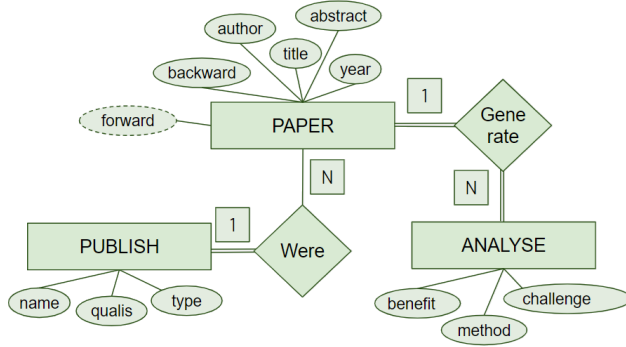 abstract
author
title
backward
year
forward
PAPER
1
Gene
rate
N
N
1
PUBLISH
Were
ANALYSE
name
qualis
type
benefit
method
challenge